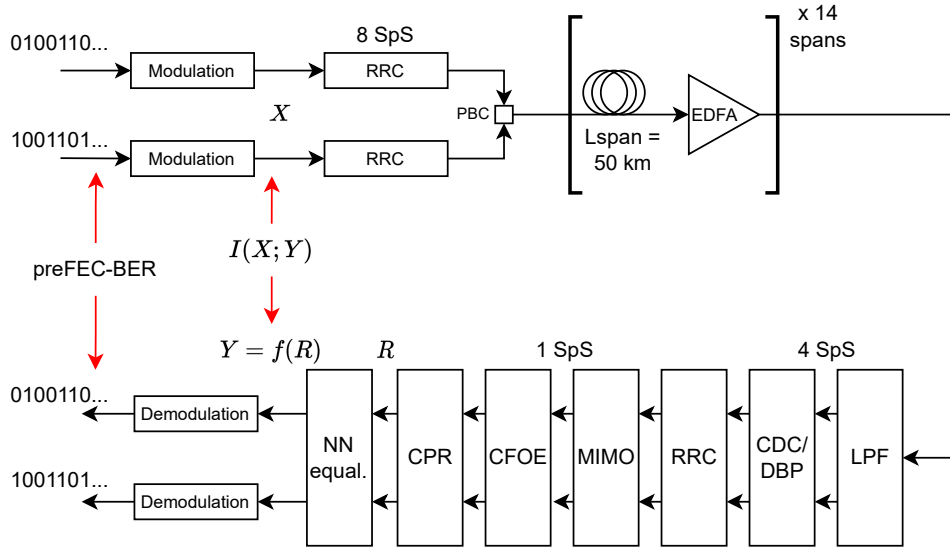 0100110...
8 SpS
x 14
spans
Modulation
RRC
X
PBC
EDFA
1001101...
Modulation
RRC
Lspan =
50 km
preFEC-BER
I(X;Y)
Y = f(R)
R
1 SpS
4 SpS
0100110...
Demodulation
NN
equal.
CPR
CFOE
MIMO
RRC
CDC/
DBP
LPF
1001101...
Demodulation